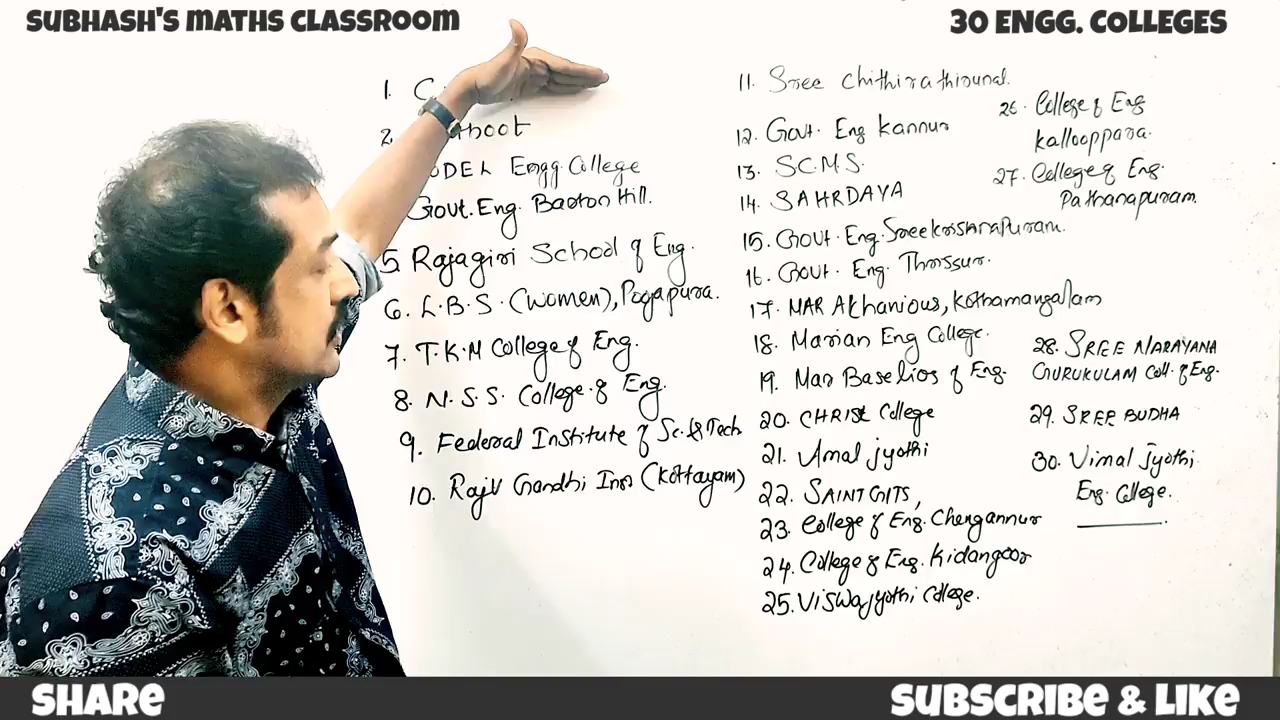 SUBHASH'S MATHS CLASSROOM
30 ENGG. COLLEGES
1. C
2. hoot
ODEL Engg. College
Govt. Eng. Barton Hill.
5. Rajagiri School of Eng.
6. L.B.S. (Women), Poojapura.
7. T.K.M College of Eng.
8. N.S.S. College of Eng.
9. Federal Institute of Sc. & Tech.
10. Rajiv Gandhi Inst (Kottayam)
11. Sree Chithirathirunal.
12. Govt. Eng Kannur
13. S.C.M.S.
14. SAHRDAYA
15. Govt. Eng. Sreekrishnapuram.
16. Govt. Eng. Thrissur.
17. MAR Athanious, Kothamangalam
18. Marian Eng College.
19. Mar Baselios of Eng.
20. CHRIST College
21. Amal jyothi
22. SAINTGITS,
23. College of Eng. Chengannur
24. College of Eng. Kidangoor
25. Viswajyothi College.
26. College of Eng
Kallooppara.
27. College of Eng.
Pathanapuram.
28. SREE NARAYANA
GURUKULAM Coll. of Eng.
29. SREE BUDHA
30. Vimal jyothi
Eng. College.
SHARE
SUBSCRIBE & LIKE